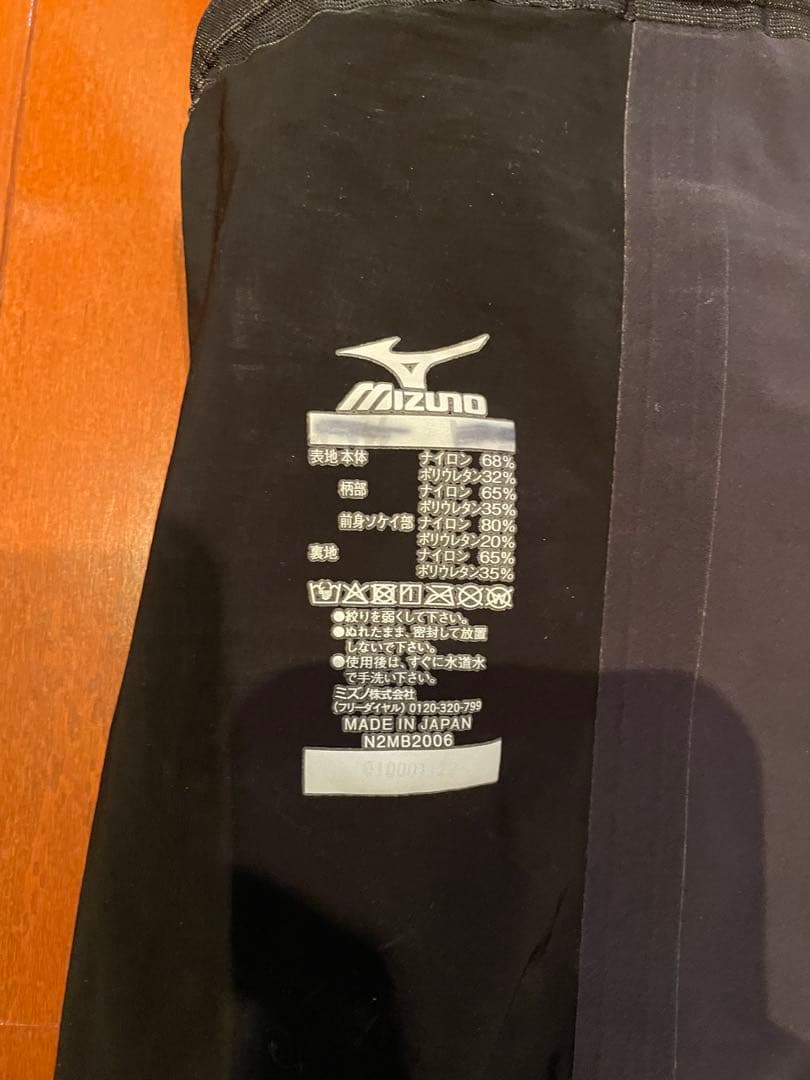 MIZUNO
表地 本体 ナイロン 68%
ポリウレタン32%
柄部 ナイロン 65%
ポリウレタン35%
前身ソケイ部 ナイロン 80%
ポリウレタン20%
裏地 ナイロン 65%
ポリウレタン35%
●絞りを弱くして下さい。
●ぬれたまま、密封して放置
しないで下さい。
●使用後は、すぐに水道水
で手洗い下さい。
ミズノ株式会社
(フリーダイヤル) 0120-320-799
MADE IN JAPAN
N2MB2006